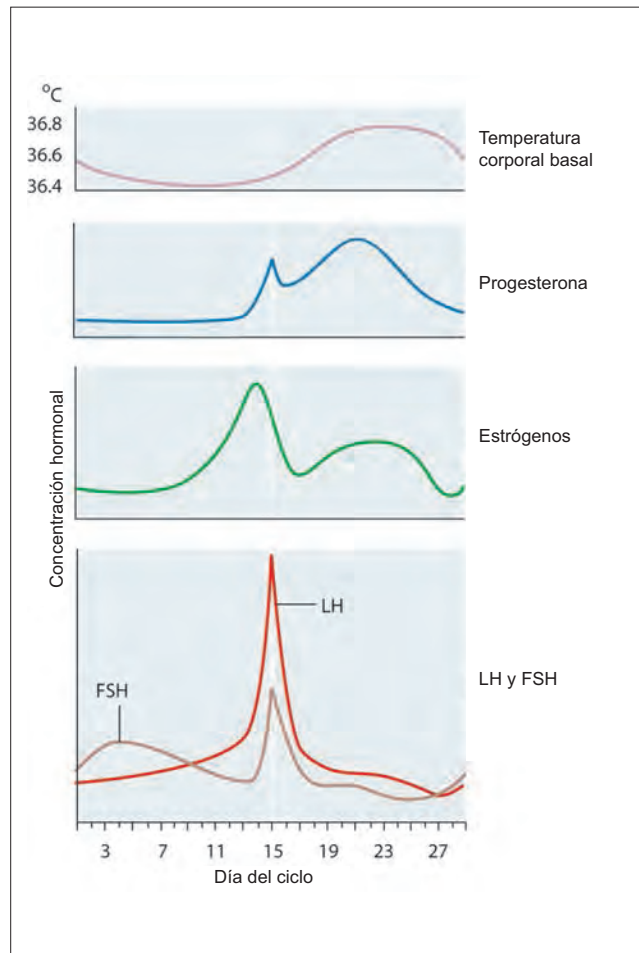 ºC
36.8
36.6
36.4
Temperatura
corporal basal
Progesterona
Estrógenos
Concentración hormonal
LH
FSH
LH y FSH
3 7 11 15 19 23 27
Día del ciclo